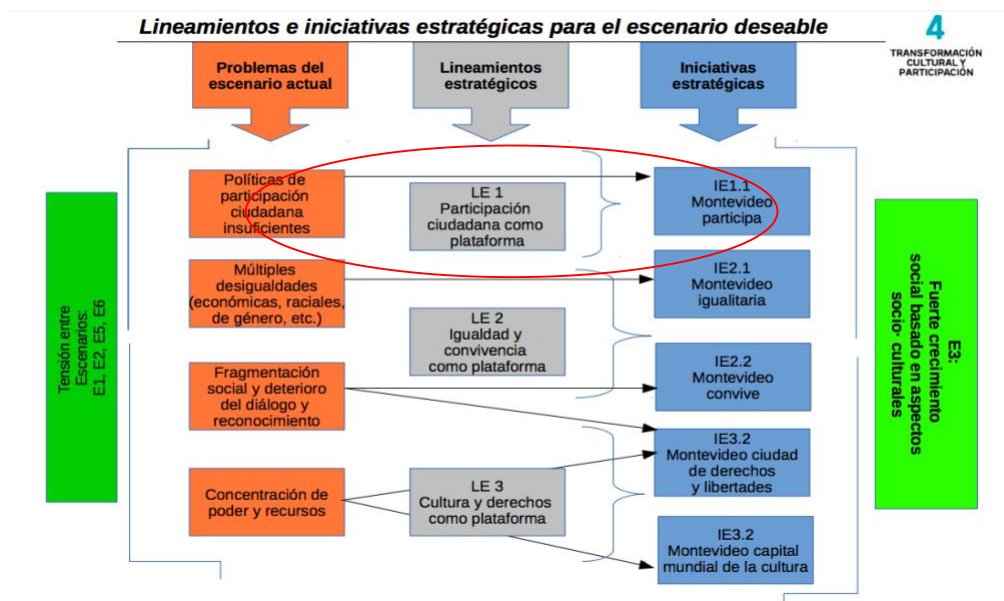 Lineamientos e iniciativas estratégicas para el escenario deseable
4
TRANSFORMACIÓN
CULTURAL Y
PARTICIPACIÓN
Problemas del
escenario actual
Lineamientos
estratégicos
Iniciativas
estratégicas
Tensión entre
Escenarios:
E1, E2, E5, E6
Políticas de
participación
ciudadana
insuficientes
LE 1
Participación
ciudadana como
plataforma
IE1.1
Montevideo
participa
Múltiples
desigualdades
(económicas, raciales,
de género, etc.)
LE 2
Igualdad y
convivencia
como plataforma
IE2.1
Montevideo
igualitaria
Fragmentación
social y deterioro
del diálogo y
reconocimiento
IE2.2
Montevideo
convive
Concentración de
poder y recursos
LE 3
Cultura y derechos
como plataforma
IE3.2
Montevideo ciudad
de derechos
y libertades
IE3.2
Montevideo capital
mundial de la cultura
E3:
Fuerte crecimiento
social basado en aspectos
socio· culturales